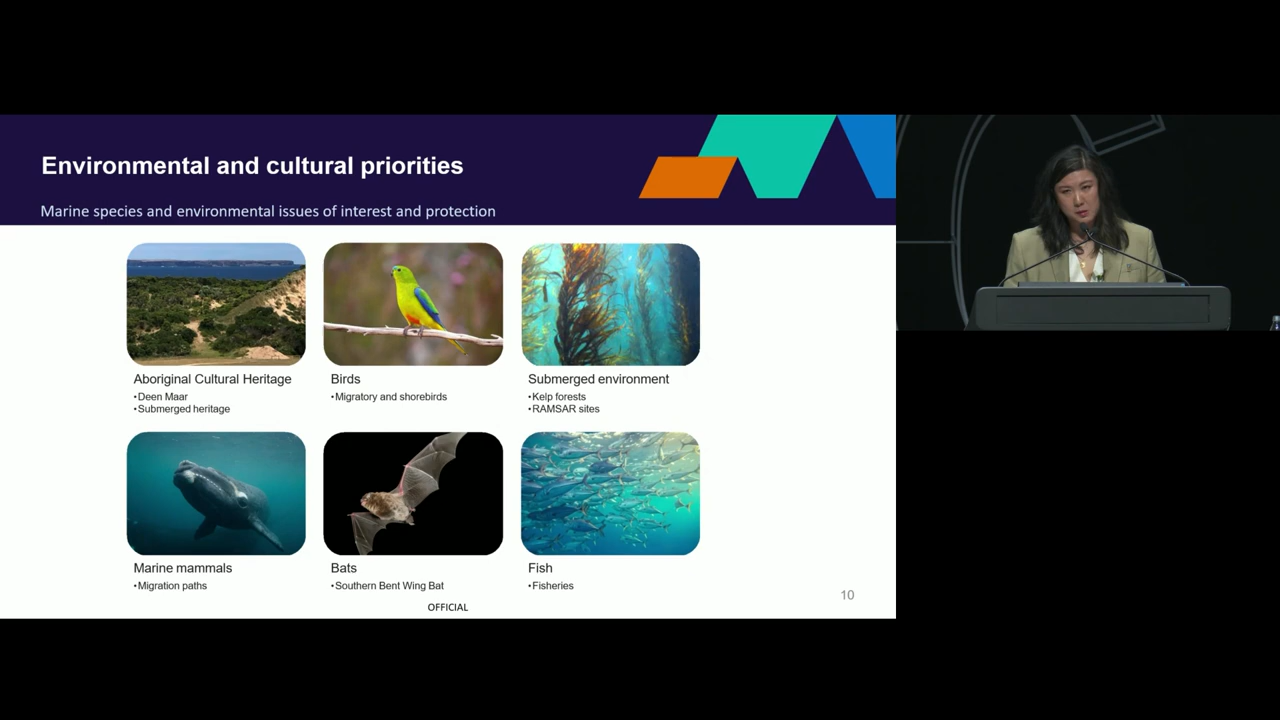 Environmental and cultural priorities
Marine species and environmental issues of interest and protection
Aboriginal Cultural Heritage
•Deen Maar
•Submerged heritage
Birds
•Migratory and shorebirds
Submerged environment
•Kelp forests
•RAMSAR sites
Marine mammals
•Migration paths
Bats
•Southern Bent Wing Bat
Fish
•Fisheries
OFFICIAL
10